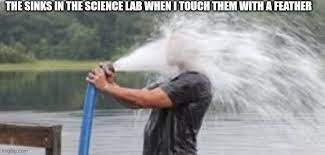 THE SINKS IN THE SCIENCE LAB WHEN I TOUCH THEM WITH A FEATHER
imgflip.com